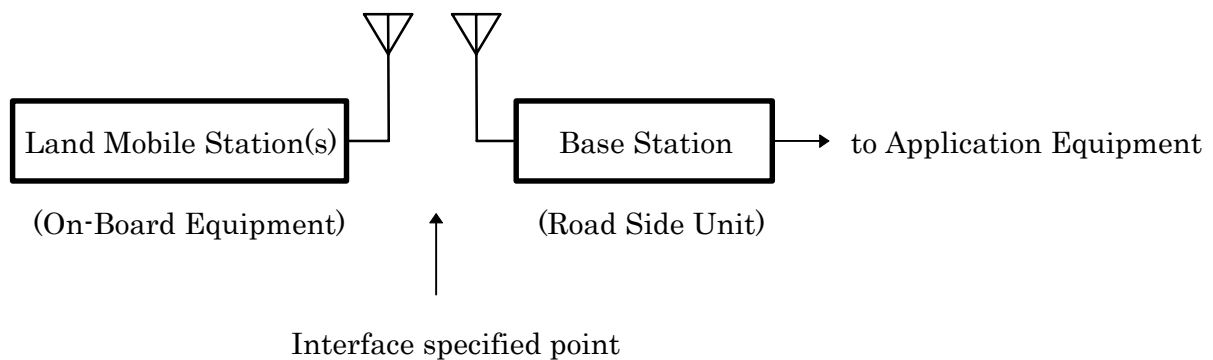 Land Mobile Station(s)
Base Station
to Application Equipment
(On-Board Equipment)
(Road Side Unit)
Interface specified point